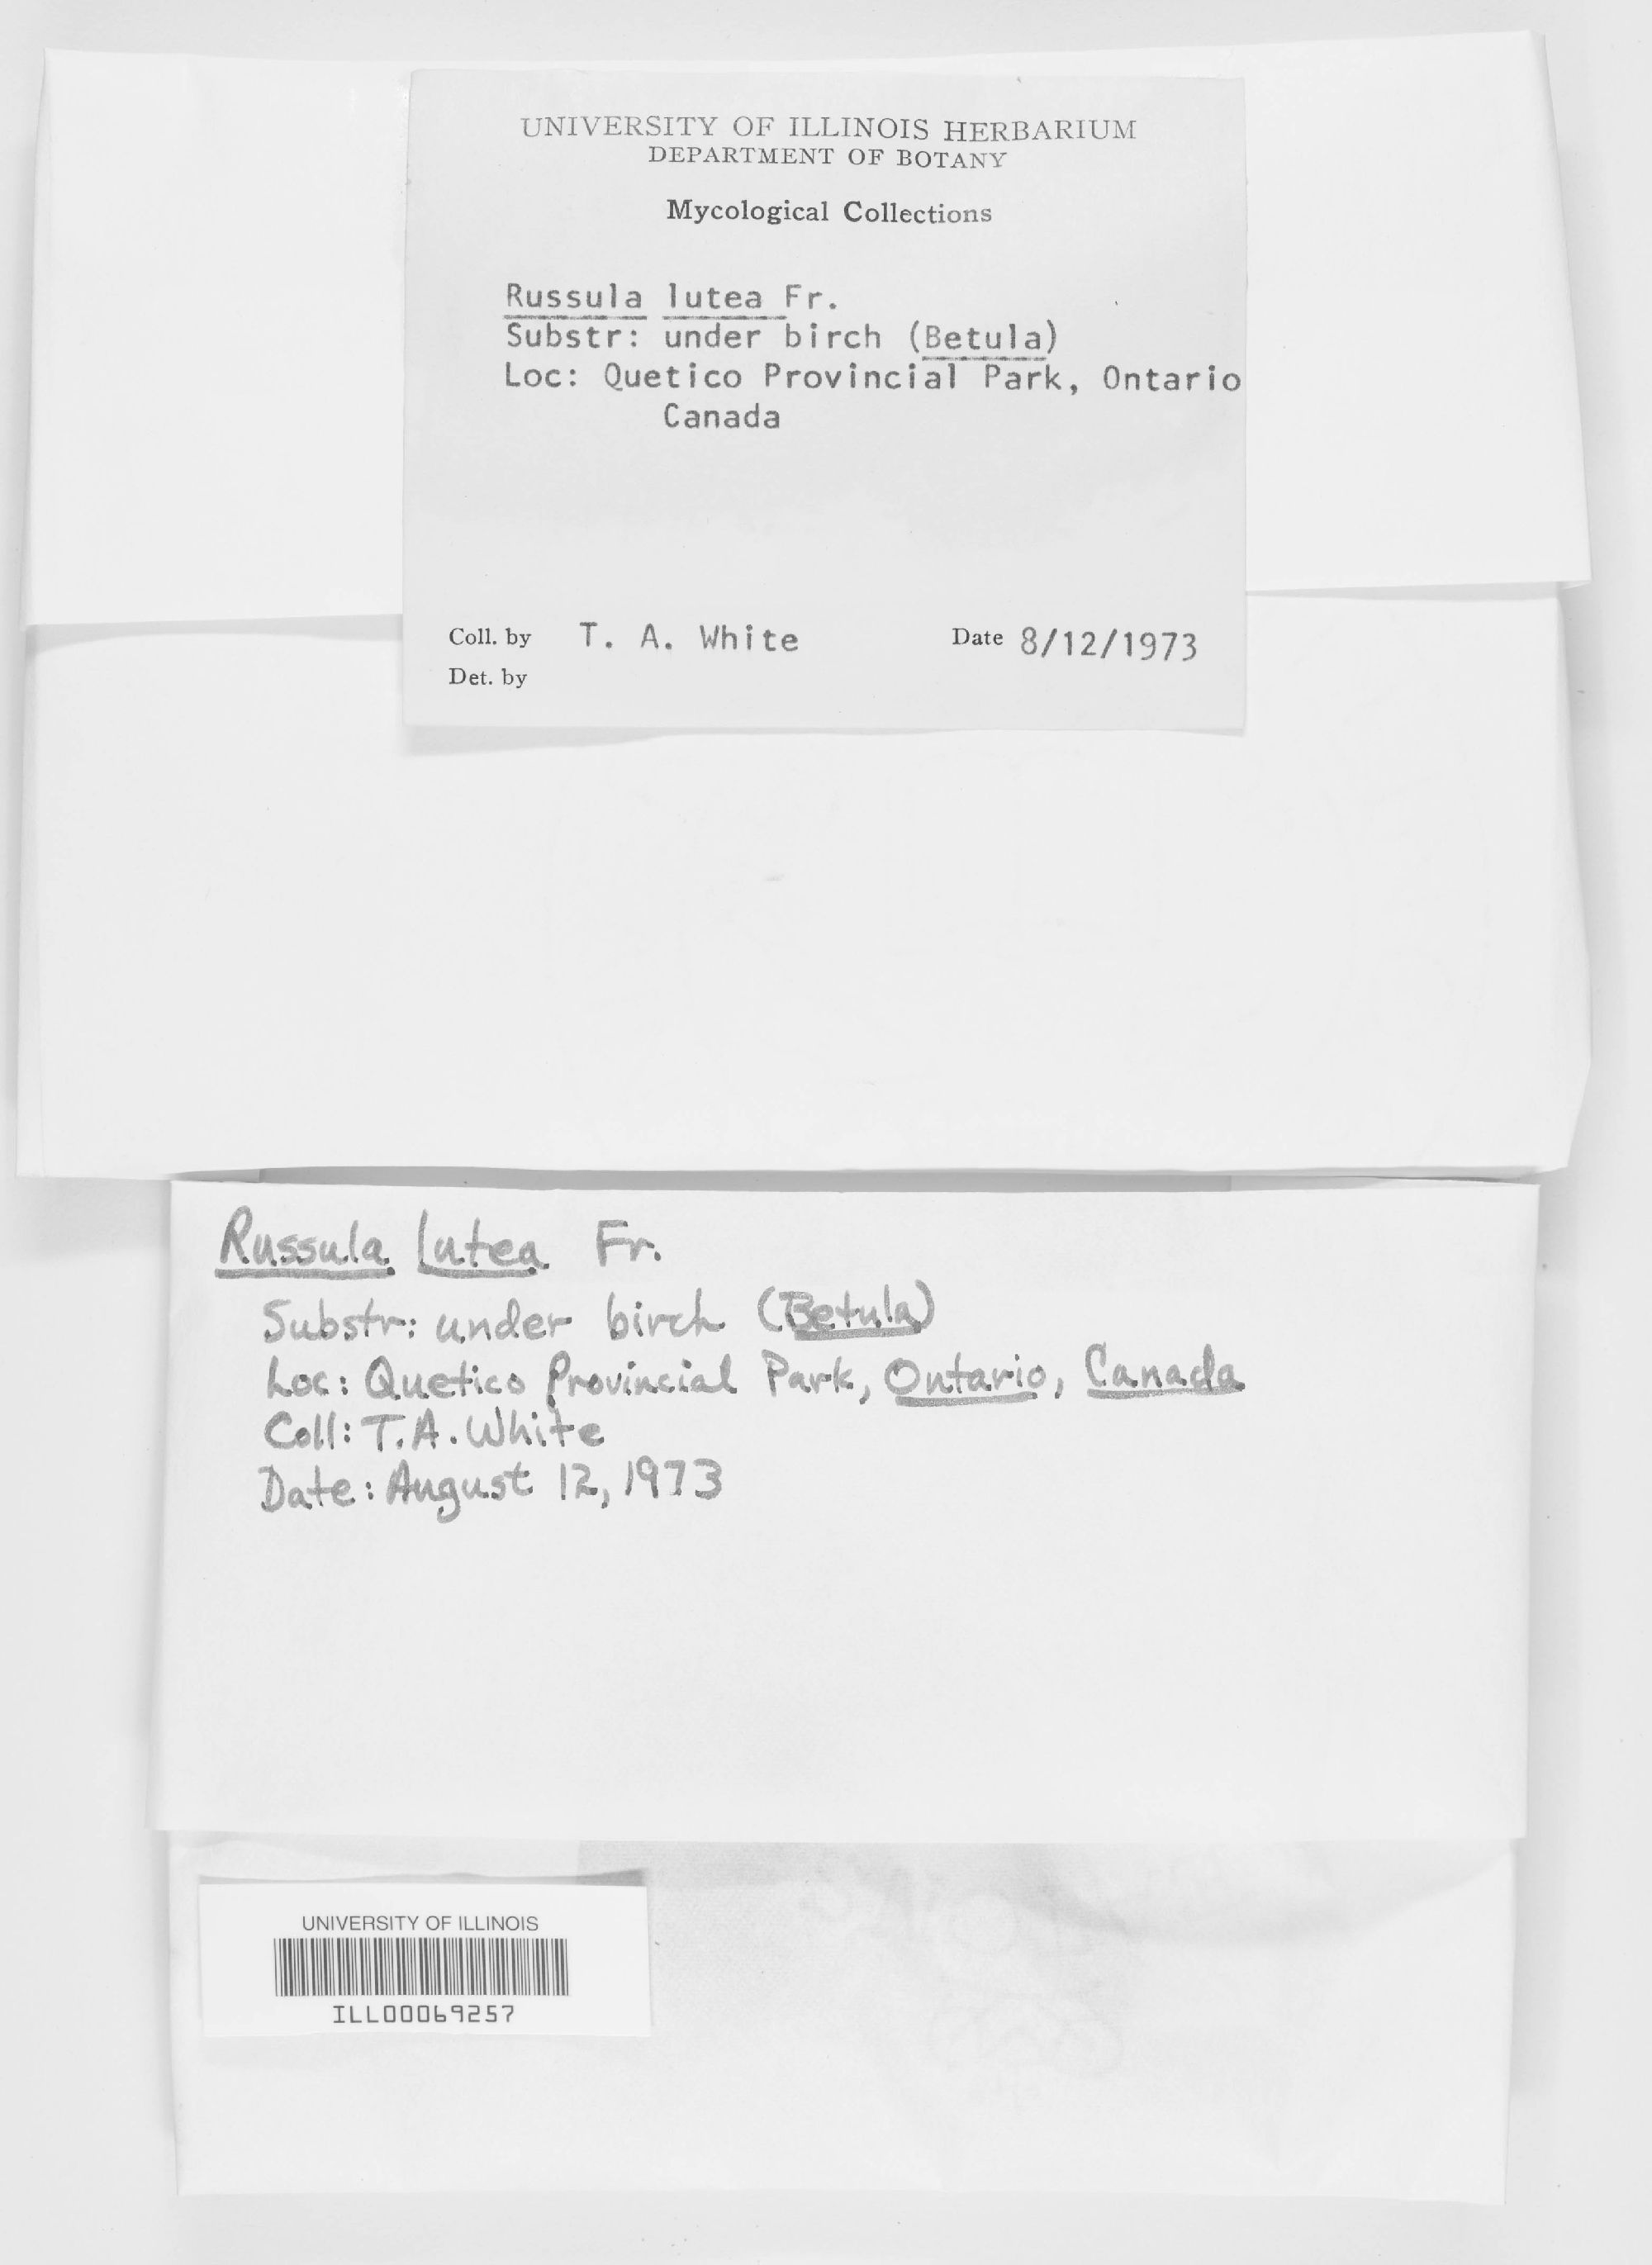 UNIVERSITY OF ILLINOIS HERBARIUM
DEPARTMENT OF BOTANY
Mycological Collections
Russula lutea Fr.
Substr: under birch (Betula)
Loc: Quetico Provincial Park, Ontario
Canada
Coll. by T. A. White Date 8/12/1973
Det. by
Russula lutea Fr.
Substr: under birch (Betula)
Loc: Quetico Provincial Park, Ontario, Canada
Coll: T.A. White
Date: August 12, 1973
UNIVERSITY OF ILLINOIS
ILL00069257